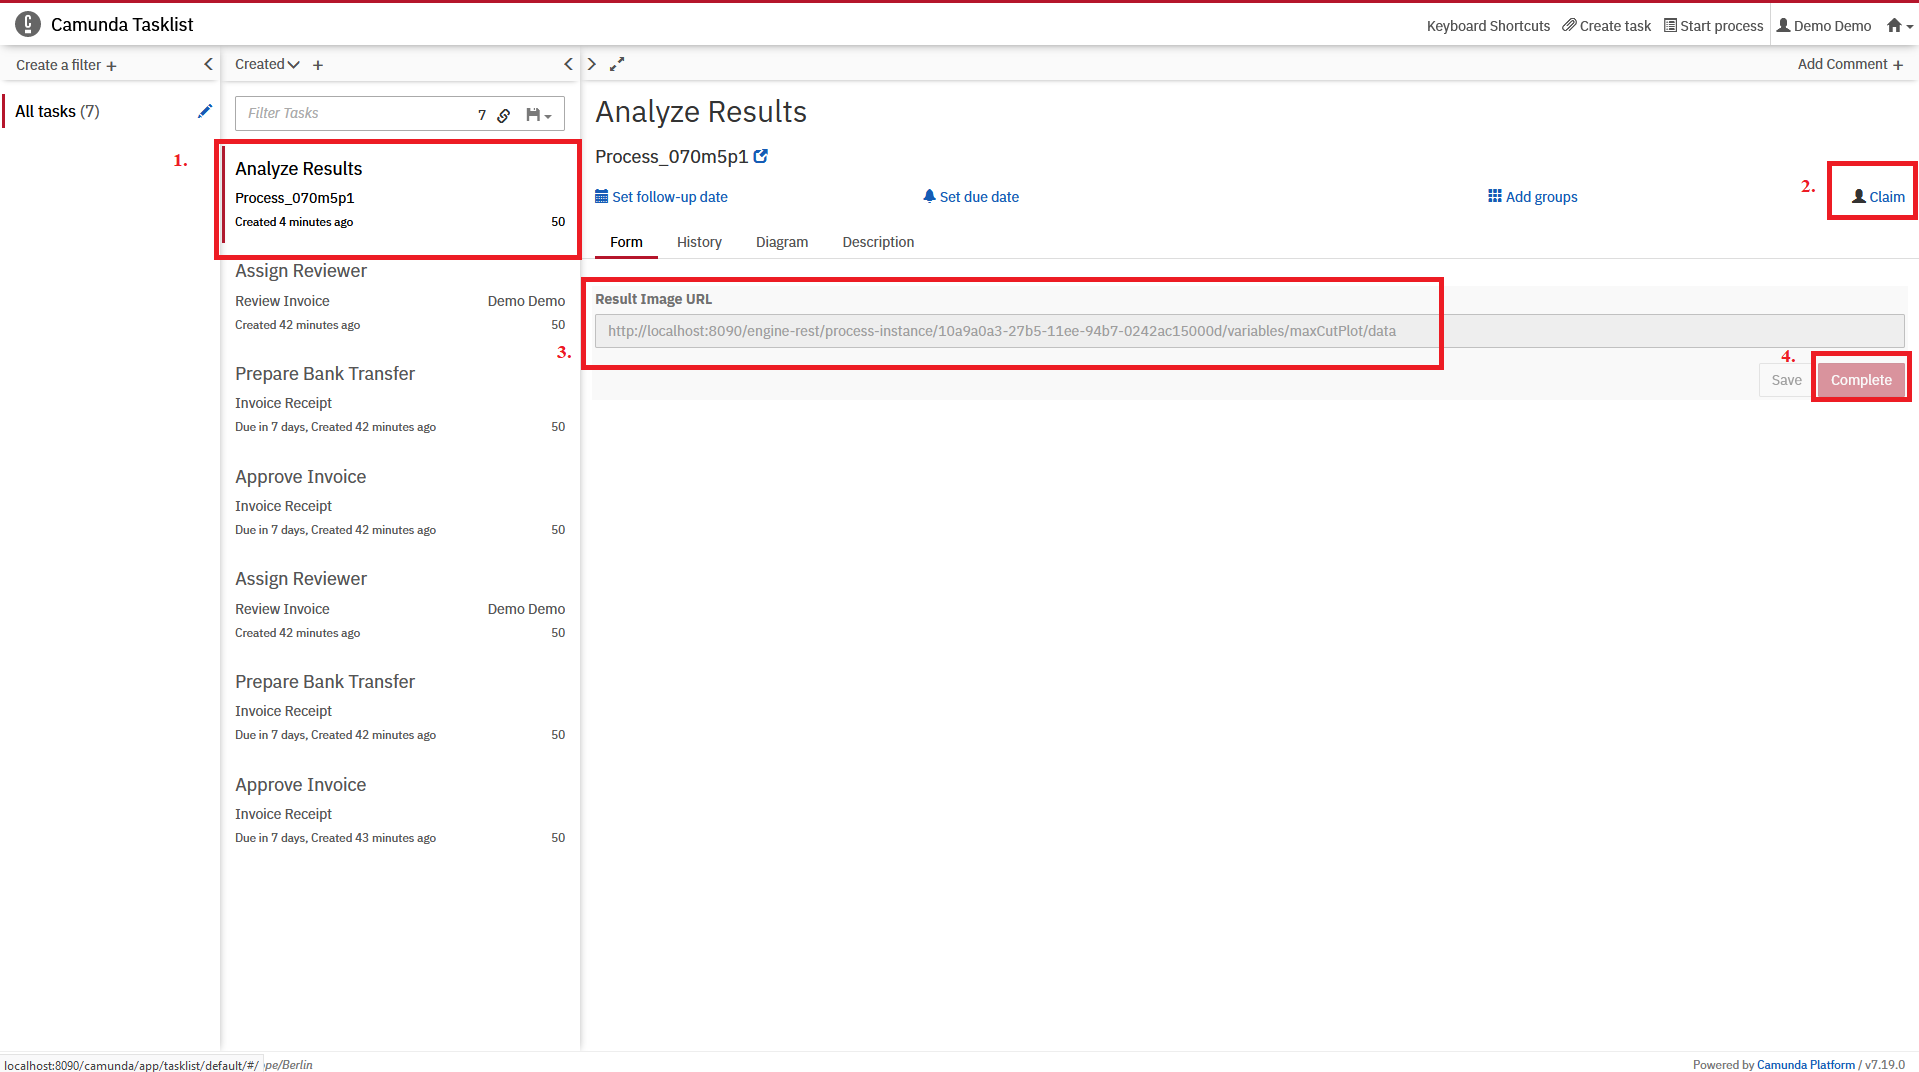 Camunda Tasklist
Keyboard Shortcuts Create task Start process Demo Demo
Create a filter +
Created +
Add Comment +
All tasks (7)
Filter Tasks 7
1.
Analyze Results
Process_070m5p1
Created 4 minutes ago 50
Assign Reviewer
Review Invoice Demo Demo
Created 42 minutes ago 50
Prepare Bank Transfer
Invoice Receipt
Due in 7 days, Created 42 minutes ago 50
Approve Invoice
Invoice Receipt
Due in 7 days, Created 42 minutes ago 50
Assign Reviewer
Review Invoice Demo Demo
Created 42 minutes ago 50
Prepare Bank Transfer
Invoice Receipt
Due in 7 days, Created 42 minutes ago 50
Approve Invoice
Invoice Receipt
Due in 7 days, Created 43 minutes ago 50
Analyze Results
Process_070m5p1
Set follow-up date Set due date Add groups 2. Claim
Form History Diagram Description
Result Image URL
http://localhost:8090/engine-rest/process-instance/10a9a0a3-27b5-11ee-94b7-0242ac15000d/variables/maxCutPlot/data
3.
4.
Save Complete
localhost:8090/camunda/app/tasklist/default/#/ pe/Berlin
Powered by Camunda Platform / v7.19.0